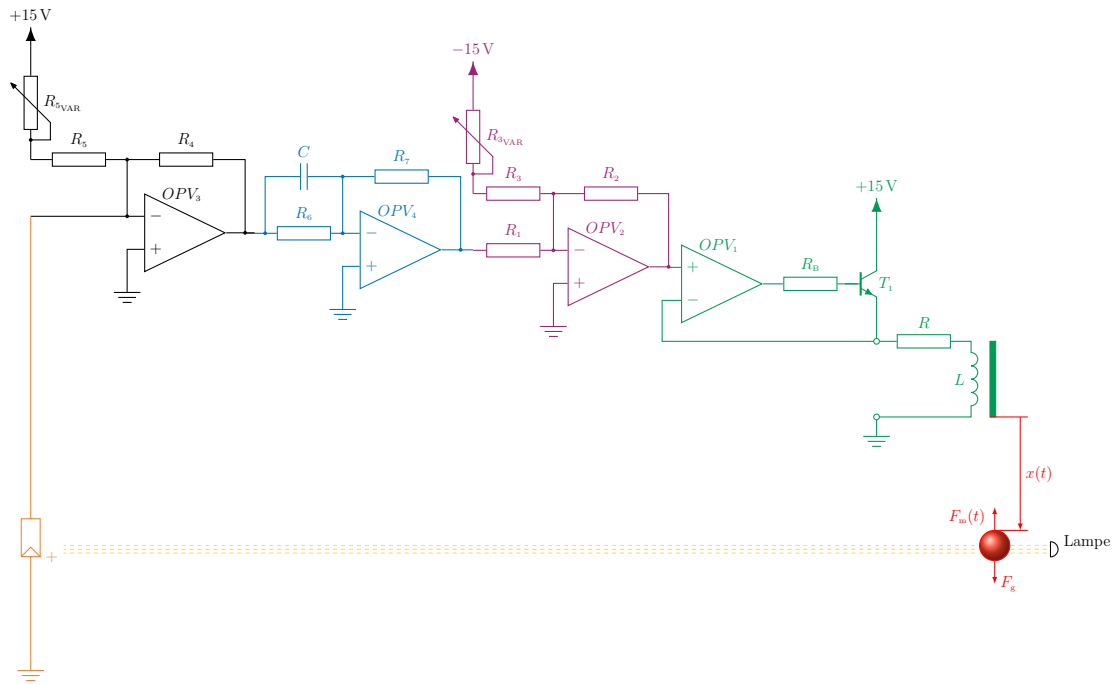 +15 V
−15 V
R5VAR
R3VAR
R5
R4
C
R7
R3
R2
+15 V
OPV3
R6
OPV4
R1
OPV2
OPV1
RB
T1
−
+
−
+
−
+
+
−
R
L
x(t)
Fm(t)
Lampe
+
Fg